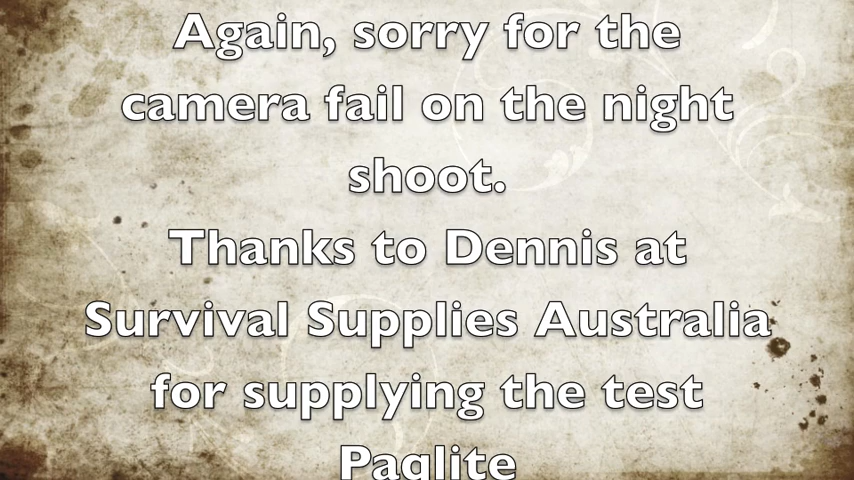 Again, sorry for the
camera fail on the night
shoot.
Thanks to Dennis at
Survival Supplies Australia
for supplying the test
Paqlite